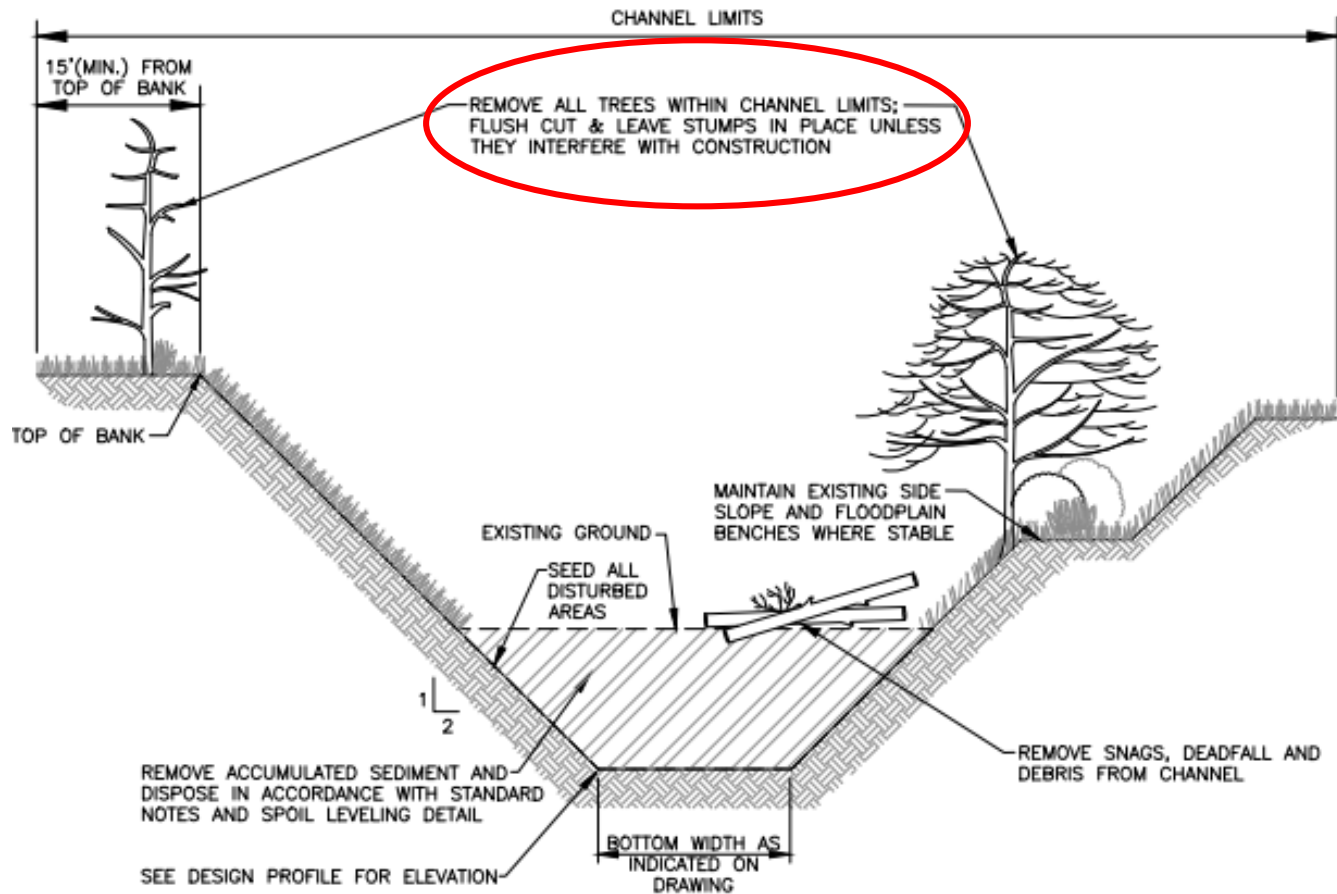 CHANNEL LIMITS
15'(MIN.) FROM
TOP OF BANK
REMOVE ALL TREES WITHIN CHANNEL LIMITS;
FLUSH CUT & LEAVE STUMPS IN PLACE UNLESS
THEY INTERFERE WITH CONSTRUCTION
TOP OF BANK
MAINTAIN EXISTING SIDE
SLOPE AND FLOODPLAIN
BENCHES WHERE STABLE
EXISTING GROUND
SEED ALL
DISTURBED
AREAS
1
2
REMOVE ACCUMULATED SEDIMENT AND
DISPOSE IN ACCORDANCE WITH STANDARD
NOTES AND SPOIL LEVELING DETAIL
REMOVE SNAGS, DEADFALL AND
DEBRIS FROM CHANNEL
SEE DESIGN PROFILE FOR ELEVATION
BOTTOM WIDTH AS
INDICATED ON
DRAWING